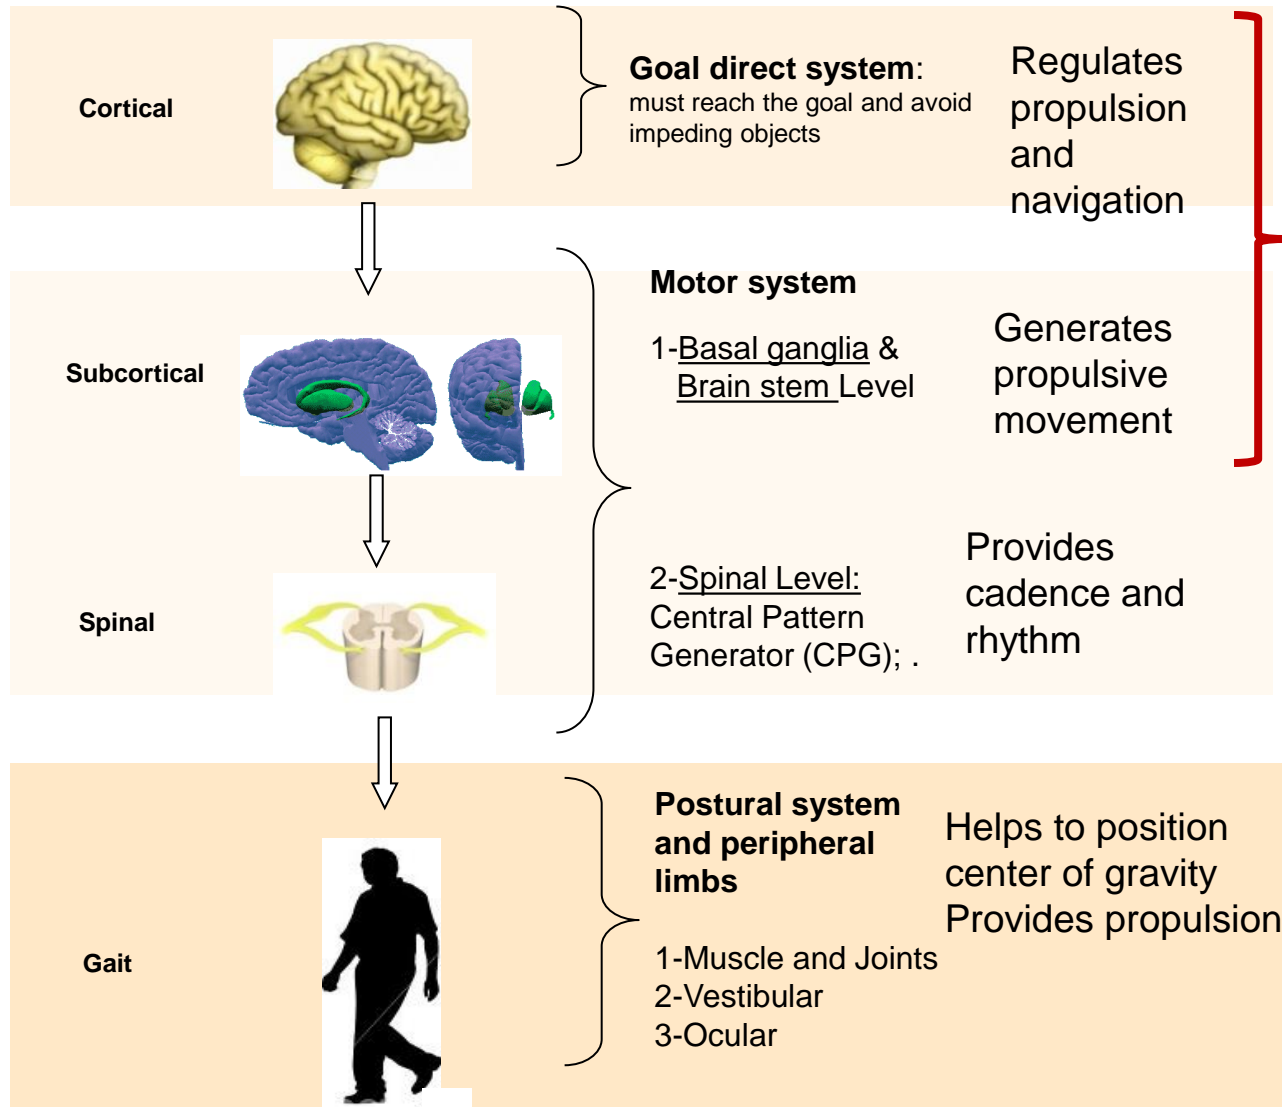 Cortical
Goal direct system:
must reach the goal and avoid
impeding objects
Regulates
propulsion
and
navigation
Subcortical
Motor system
1-Basal ganglia &
Brain stem Level
Generates
propulsive
movement
Spinal
2-Spinal Level:
Central Pattern
Generator (CPG); .
Provides
cadence and
rhythm
Gait
Postural system
and peripheral
limbs
1-Muscle and Joints
2-Vestibular
3-Ocular
Helps to position
center of gravity
Provides propulsion